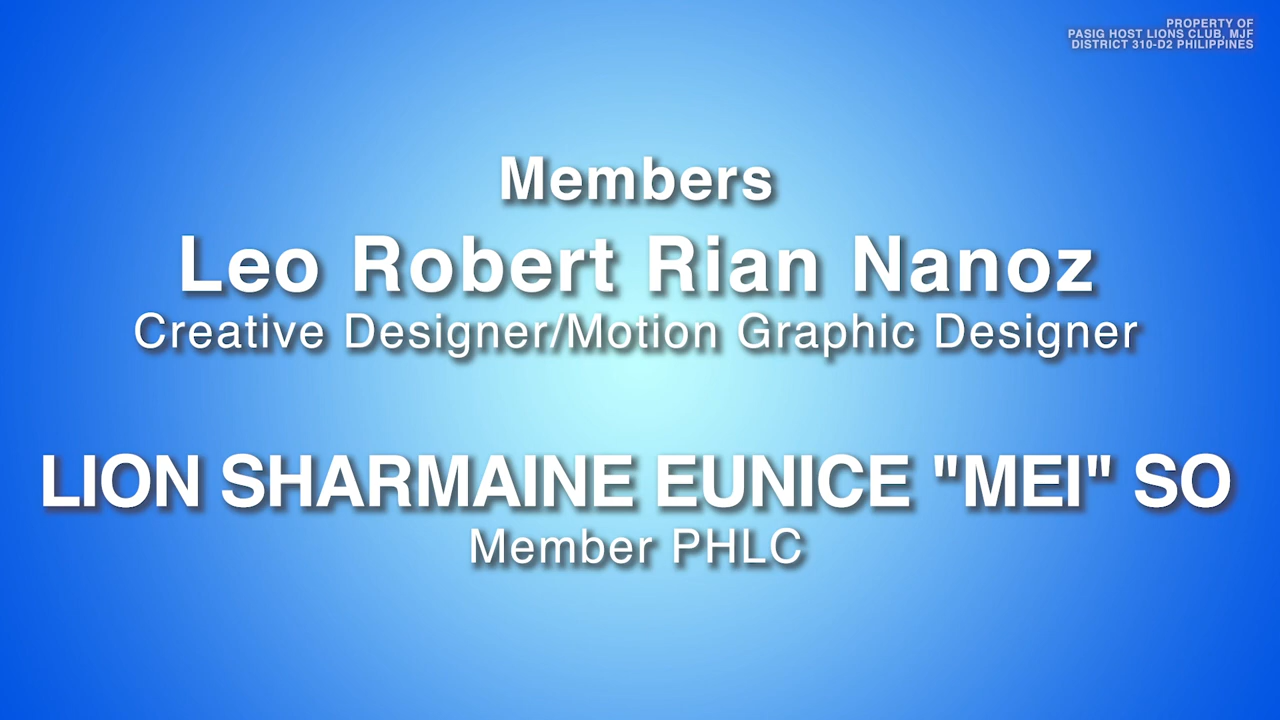 PROPERTY OF
PASIG HOST LIONS CLUB, MJF
DISTRICT 310-D2 PHILIPPINES
Members
Leo Robert Rian Nanoz
Creative Designer/Motion Graphic Designer
LION SHARMAINE EUNICE "MEI" SO
Member PHLC